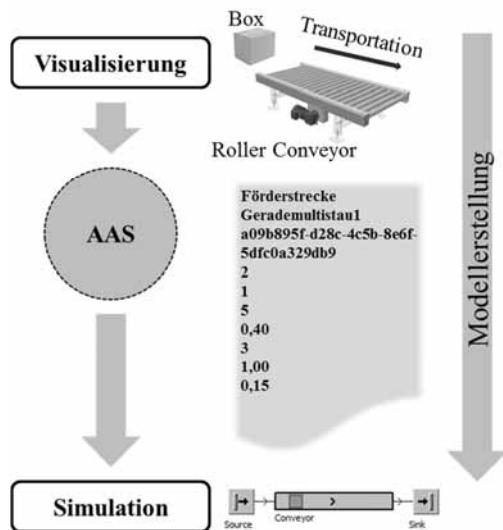 Box
Transportation
Visualisierung
Roller Conveyor
AAS
Förderstrecke
Gerademultistau1
a09b895f-d28c-4c5b-8e6f-
5dfc0a329db9
2
1
5
0,40
3
1,00
0,15
Modellerstellung
Simulation
Source
Conveyor
Sink